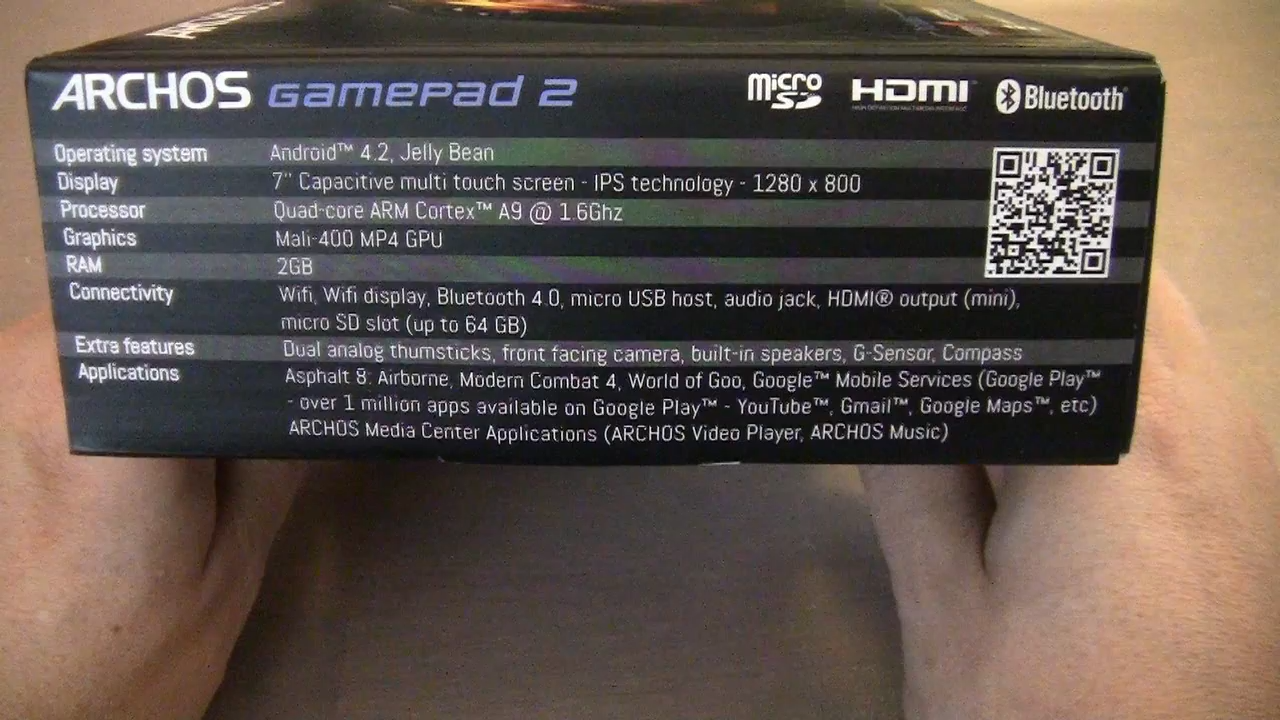 ARCHOS GAMEPAD 2 micro SD HDMI Bluetooth
Operating system Android™ 4.2, Jelly Bean
Display 7" Capacitive multi touch screen - IPS technology - 1280 x 800
Processor Quad-core ARM Cortex™ A9 @ 1.6Ghz
Graphics Mali-400 MP4 GPU
RAM 2GB
Connectivity Wifi, Wifi display, Bluetooth 4.0, micro USB host, audio jack, HDMI® output (mini),
micro SD slot (up to 64 GB)
Extra features Dual analog thumsticks, front facing camera, built-in speakers, G-Sensor, Compass
Applications Asphalt 8: Airborne, Modern Combat 4, World of Goo, Google™ Mobile Services (Google Play™
- over 1 million apps available on Google Play™ - YouTube™, Gmail™, Google Maps™, etc)
ARCHOS Media Center Applications (ARCHOS Video Player, ARCHOS Music)